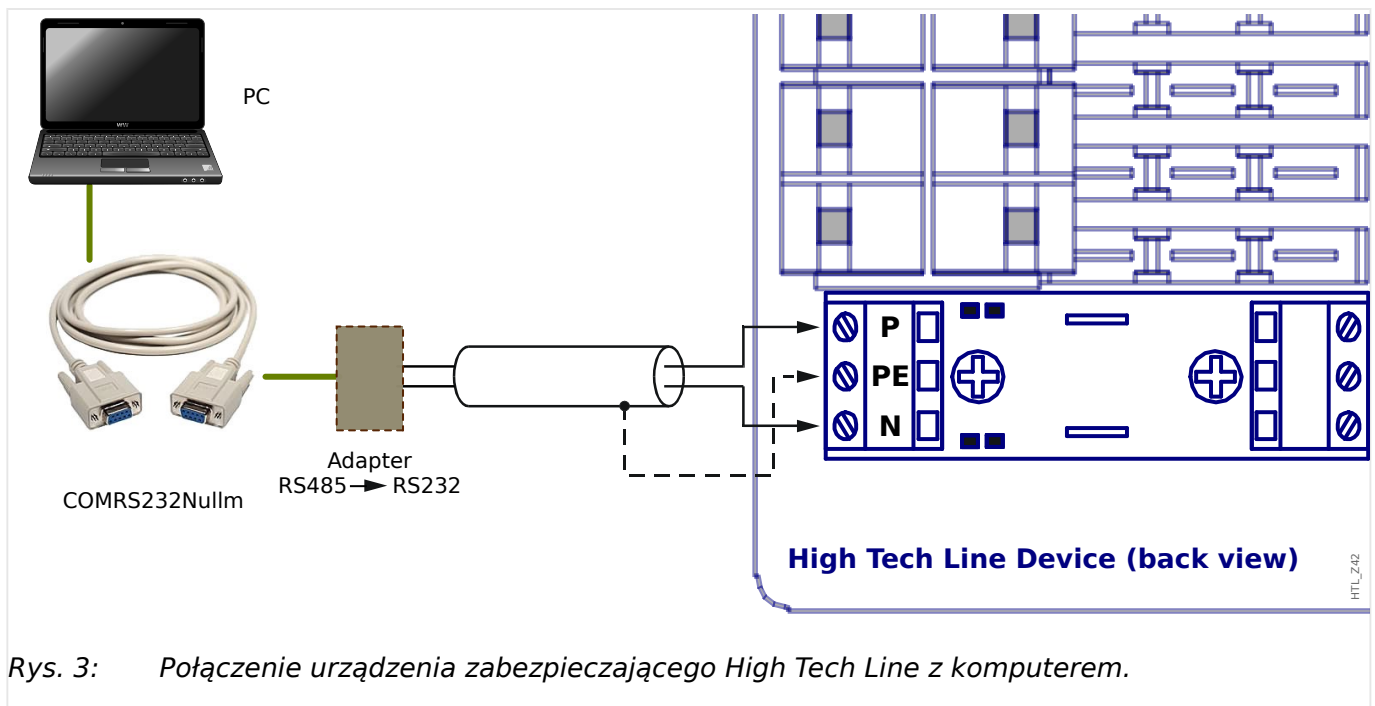 PC
COMRS232Nullm
Adapter
RS485 RS232
P
PE
N
High Tech Line Device (back view)
HTL_Z42
Rys. 3: Połączenie urządzenia zabezpieczającego High Tech Line z komputerem.